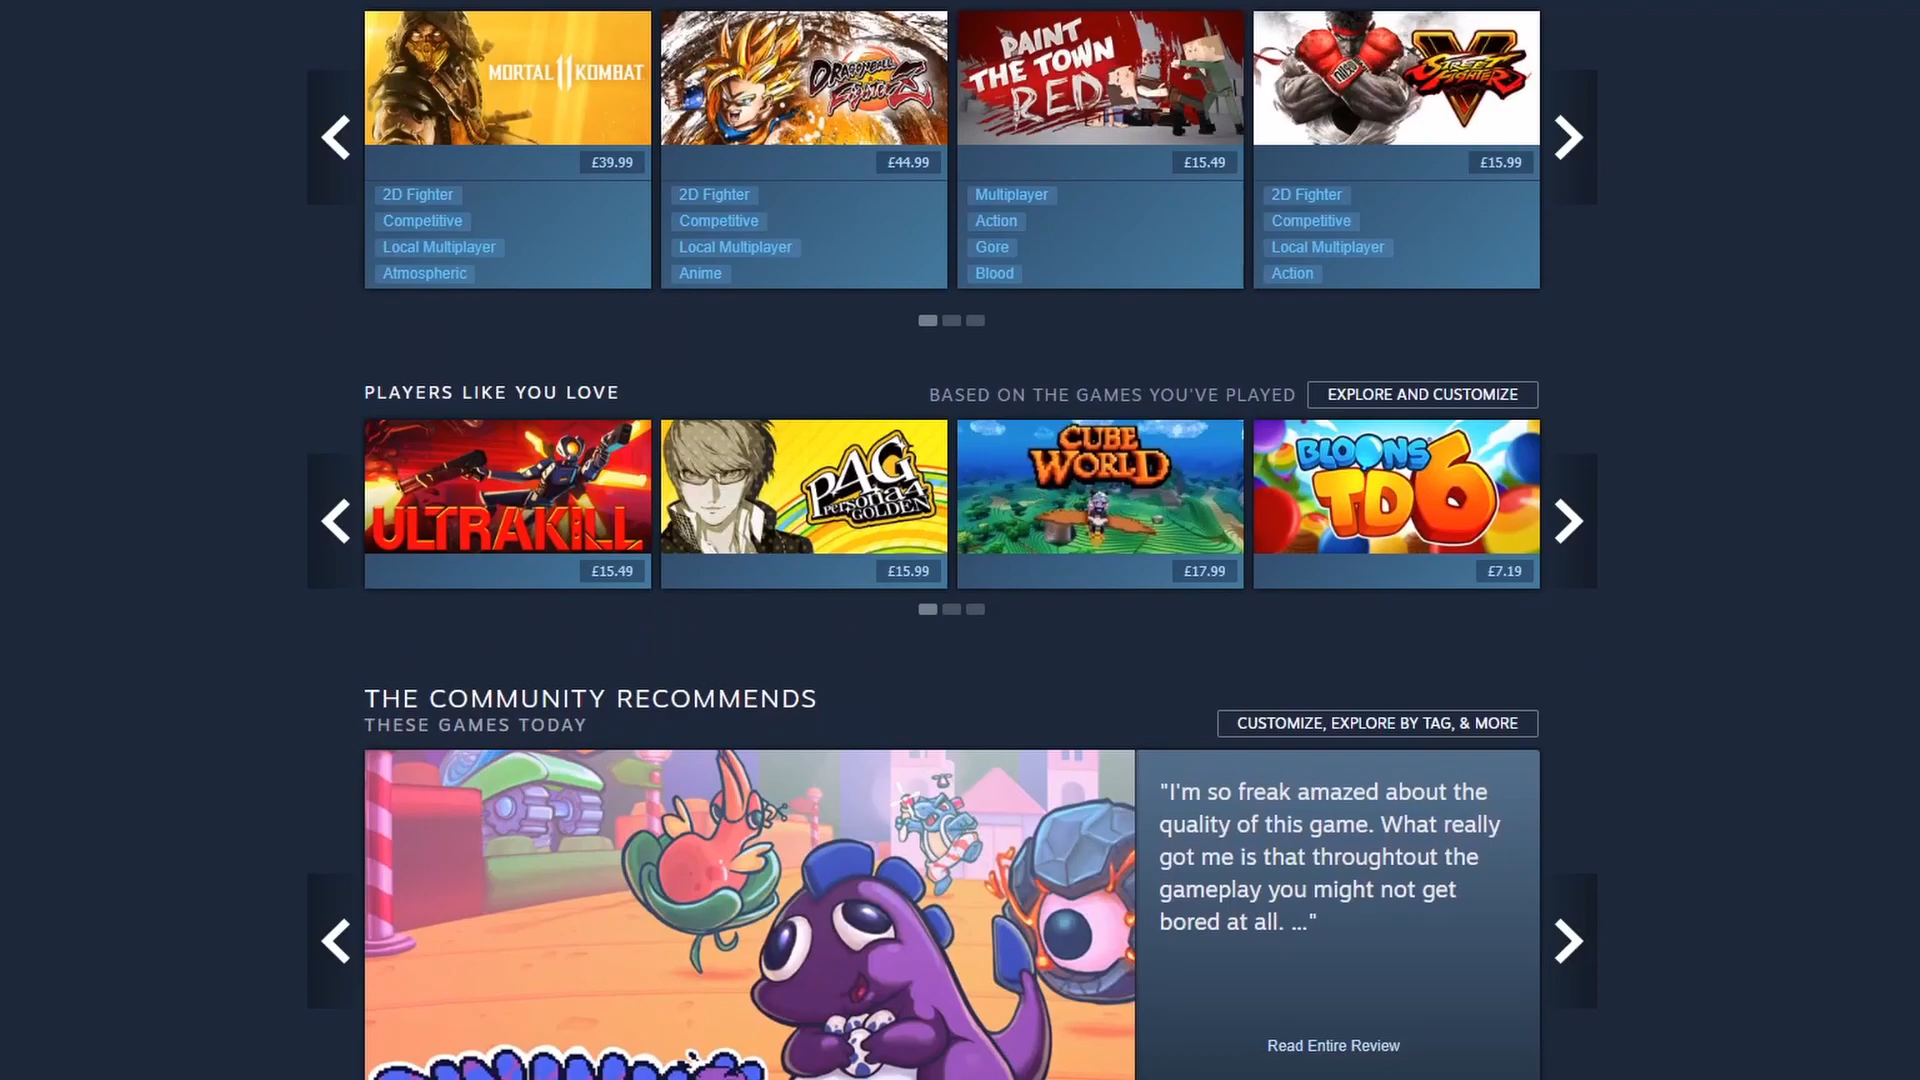 MORTAL 11 KOMBAT
DRAGONBALL
FighterZ
PAINT
THE TOWN
RED
V
STREET
FIGHTER
£39.99
£44.99
£15.49
£15.99
2D Fighter
Competitive
Local Multiplayer
Atmospheric
2D Fighter
Competitive
Local Multiplayer
Anime
Multiplayer
Action
Gore
Blood
2D Fighter
Competitive
Local Multiplayer
Action
PLAYERS LIKE YOU LOVE
BASED ON THE GAMES YOU'VE PLAYED
EXPLORE AND CUSTOMIZE
ULTRAKILL
P4G
Persona4
GOLDEN
CUBE
WORLD
BLOONS
TD6
£15.49
£15.99
£17.99
£7.19
THE COMMUNITY RECOMMENDS
THESE GAMES TODAY
CUSTOMIZE, EXPLORE BY TAG, & MORE
"I'm so freak amazed about the
quality of this game. What really
got me is that throughtout the
gameplay you might not get
bored at all. ..."
Read Entire Review